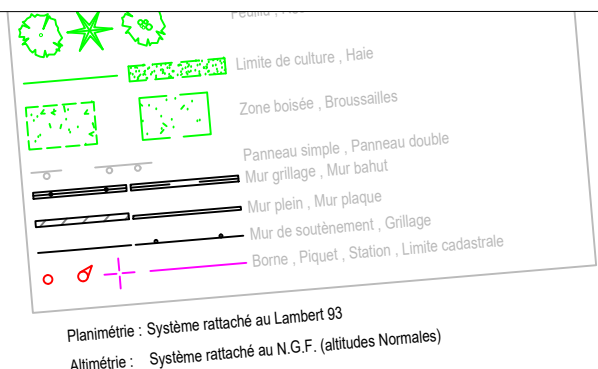 Feuillu ,
Limite de culture , Haie
Zone boisée , Broussailles
Panneau simple , Panneau double
Mur grillage , Mur bahut
Mur plein , Mur plaque
Mur de soutènement , Grillage
Borne , Piquet , Station , Limite cadastrale
Planimétrie : Système rattaché au Lambert 93
Altimétrie : Système rattaché au N.G.F. (altitudes Normales)